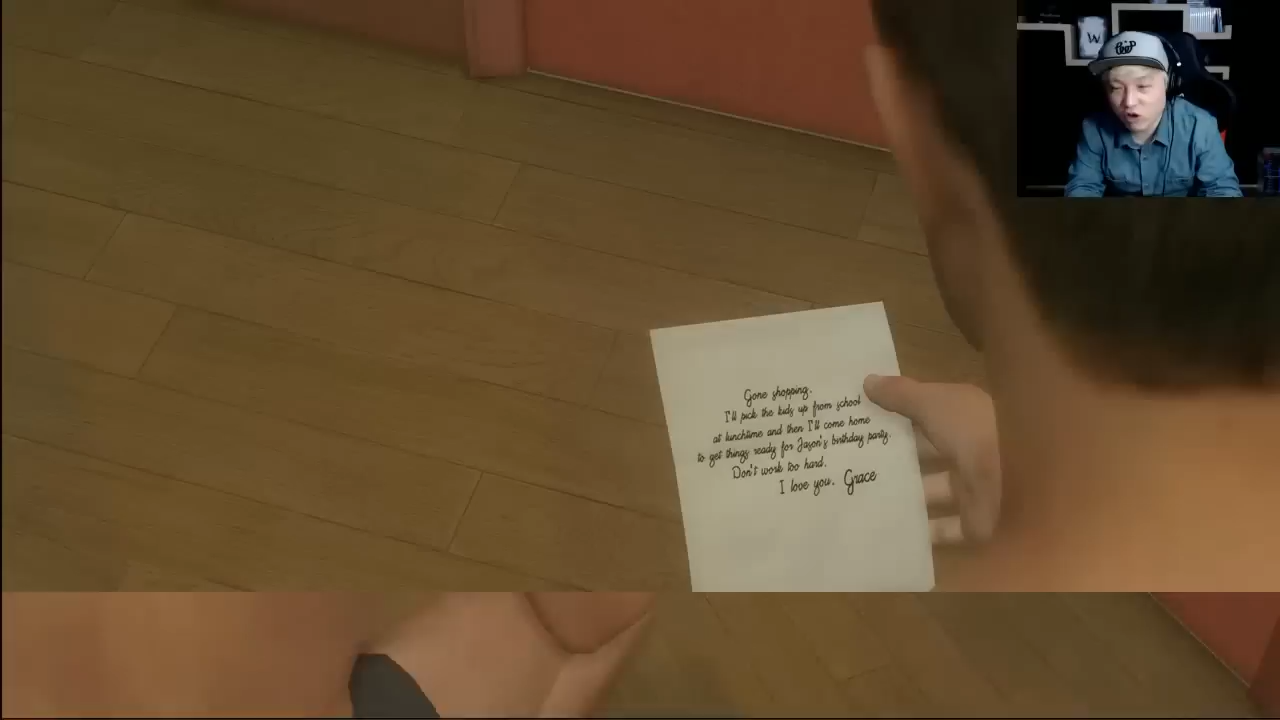 W
Gone shopping.
I'll pick the kids up from school
at lunchtime and then I'll come home
to get things ready for Jason's birthday party.
Don't work too hard.
I love you. Grace